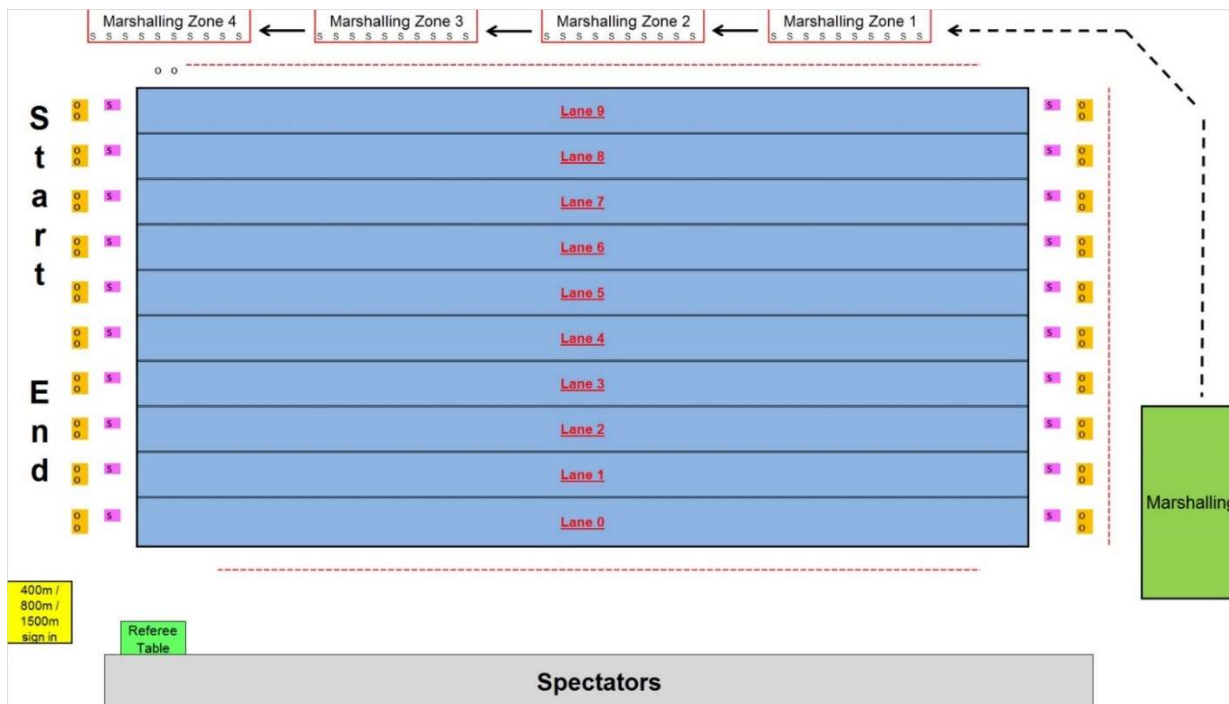 Marshalling Zone 4
S S S S S S S S S S
Marshalling Zone 3
S S S S S S S S S S
Marshalling Zone 2
S S S S S S S S S S
Marshalling Zone 1
S S S S S S S S S S
o o
Start End
o
o
S
Lane 9
S
o
o
o
o
S
Lane 8
S
o
o
o
o
S
Lane 7
S
o
o
o
o
S
Lane 6
S
o
o
o
o
S
Lane 5
S
o
o
o
o
S
Lane 4
S
o
o
o
o
S
Lane 3
S
o
o
o
o
S
Lane 2
S
o
o
o
o
S
Lane 1
S
o
o
o
o
S
Lane 0
S
o
o
Marshalling
400m /
800m /
1500m
sign in
Referee
Table
Spectators